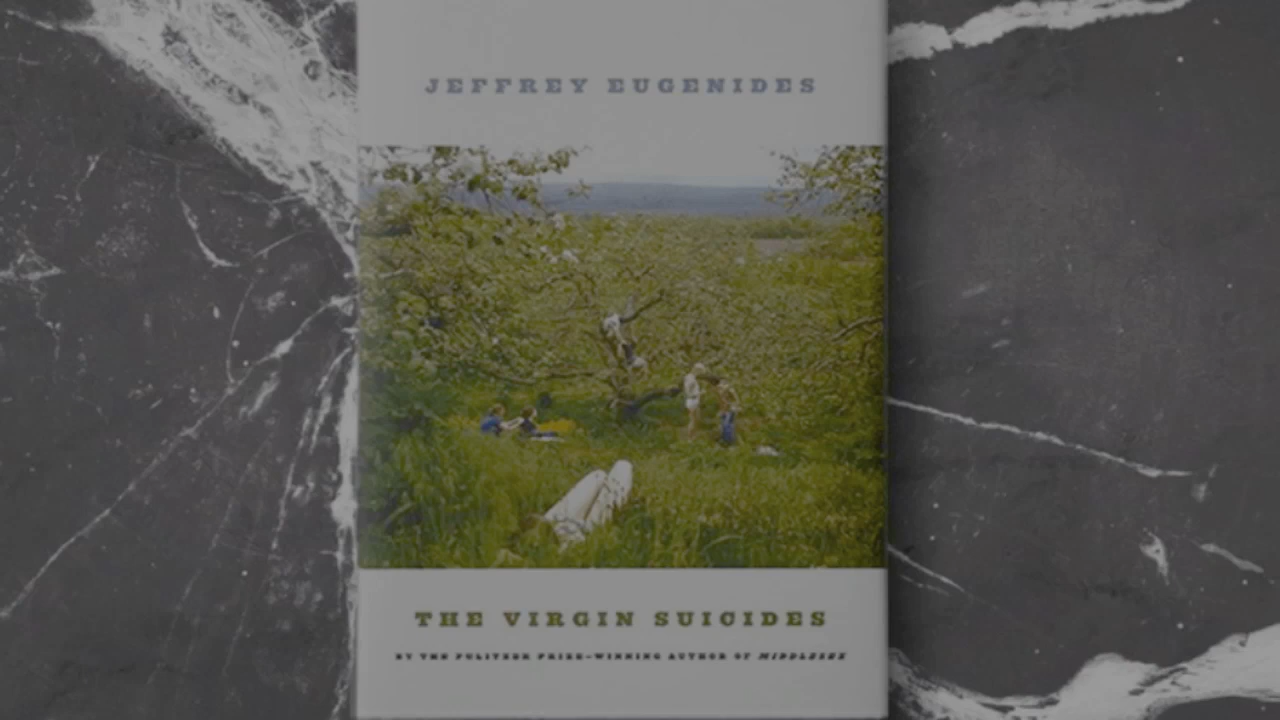 JEFFREY EUGENIDES
THE VIRGIN SUICIDES
BY THE PULITZER PRIZE–WINNING AUTHOR OF MIDDLESEX